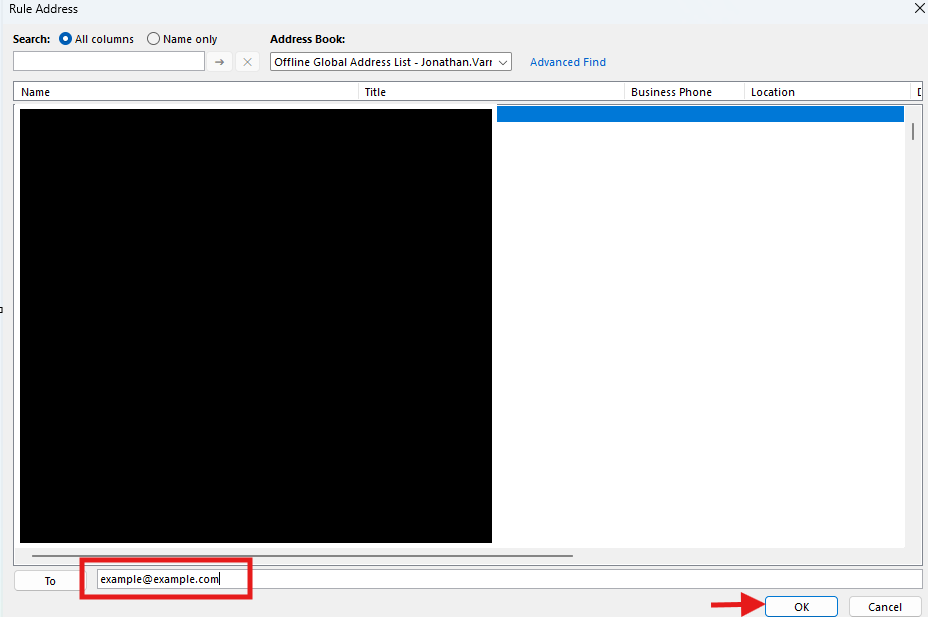 Rule Address
Search: All columns Name only Address Book:
Offline Global Address List - Jonathan.Varr Advanced Find
Name Title Business Phone Location D
To example@example.com
OK Cancel